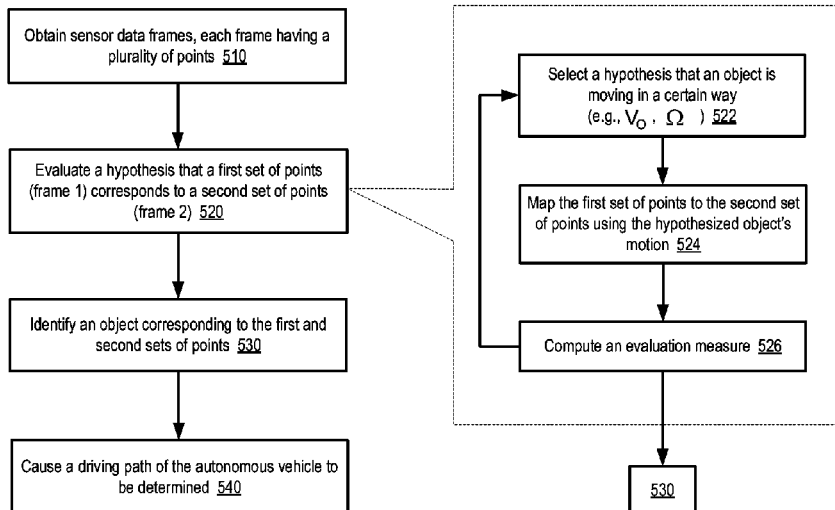 Obtain sensor data frames, each frame having a
plurality of points 510
Evaluate a hypothesis that a first set of points
(frame 1) corresponds to a second set of points
(frame 2) 520
Identify an object corresponding to the first and
second sets of points 530
Cause a driving path of the autonomous vehicle to
be determined 540
Select a hypothesis that an object is
moving in a certain way
(e.g., V_O , Ω ) 522
Map the first set of points to the second set
of points using the hypothesized object's
motion 524
Compute an evaluation measure 526
530